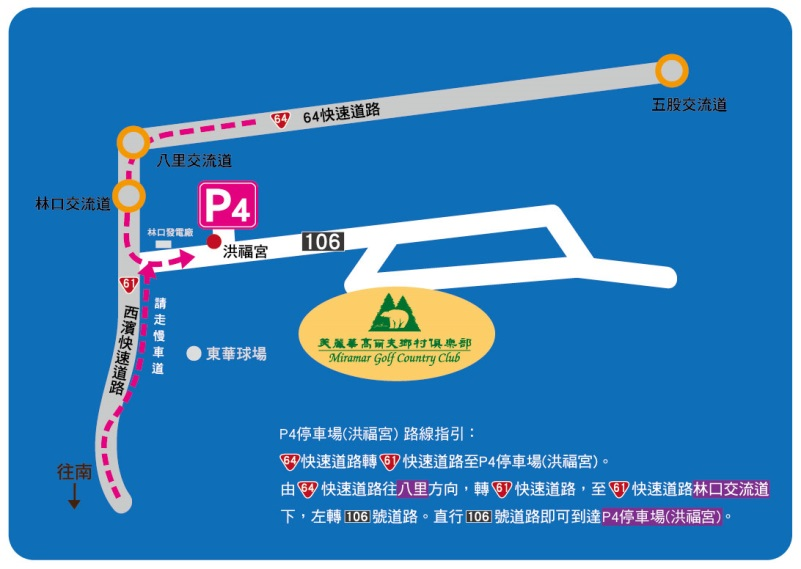 64
64快速道路
五股交流道
八里交流道
林口交流道
P4
林口發電廠
洪福宮
106
61
西濱快速道路
請走慢車道
東華球場
美麗華高爾夫鄉村俱樂部
Miramar Golf Country Club
往南
P4停車場(洪福宮) 路線指引：
64快速道路轉61快速道路至P4停車場(洪福宮)。
由64快速道路往八里方向，轉61快速道路，至61快速道路林口交流道
下，左轉106號道路。直行106號道路即可到達P4停車場(洪福宮)。